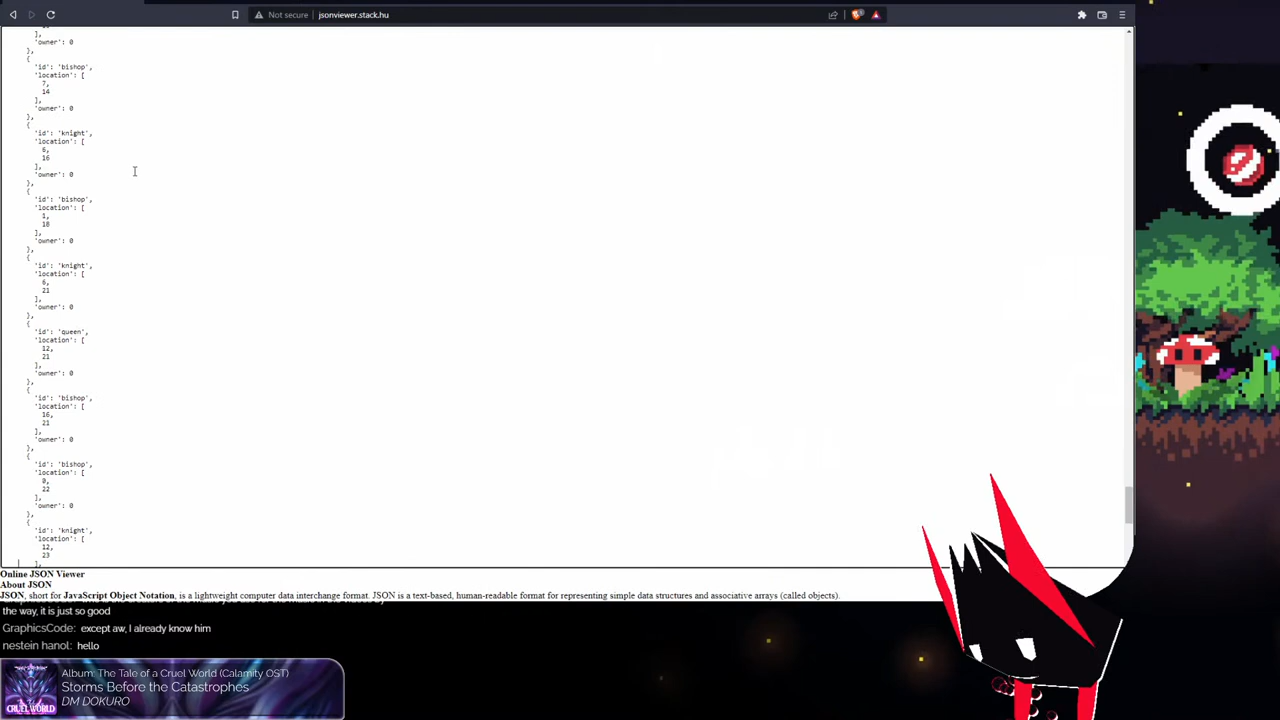 Not secure jsonviewer.stack.hu
],
'owner': 0
},
{
'id': 'bishop',
'location': [
7,
14
],
'owner': 0
},
{
'id': 'knight',
'location': [
6,
16
],
'owner': 0
},
{
'id': 'bishop',
'location': [
1,
18
],
'owner': 0
},
{
'id': 'knight',
'location': [
6,
21
],
'owner': 0
},
{
'id': 'queen',
'location': [
12,
21
],
'owner': 0
},
{
'id': 'bishop',
'location': [
16,
21
],
'owner': 0
},
{
'id': 'bishop',
'location': [
0,
22
],
'owner': 0
},
{
'id': 'knight',
'location': [
12,
23
],
Online JSON Viewer
About JSON
JSON, short for JavaScript Object Notation, is a lightweight computer data interchange format. JSON is a text-based, human-readable format for representing simple data structures and associative arrays (called objects).
the way, it is just so good
GraphicsCode: except aw, I already know him
nestein hanol: hello
Album: The Tale of a Cruel World (Calamity OST)
Storms Before the Catastrophes
DM DOKURO
CRUEL WORLD